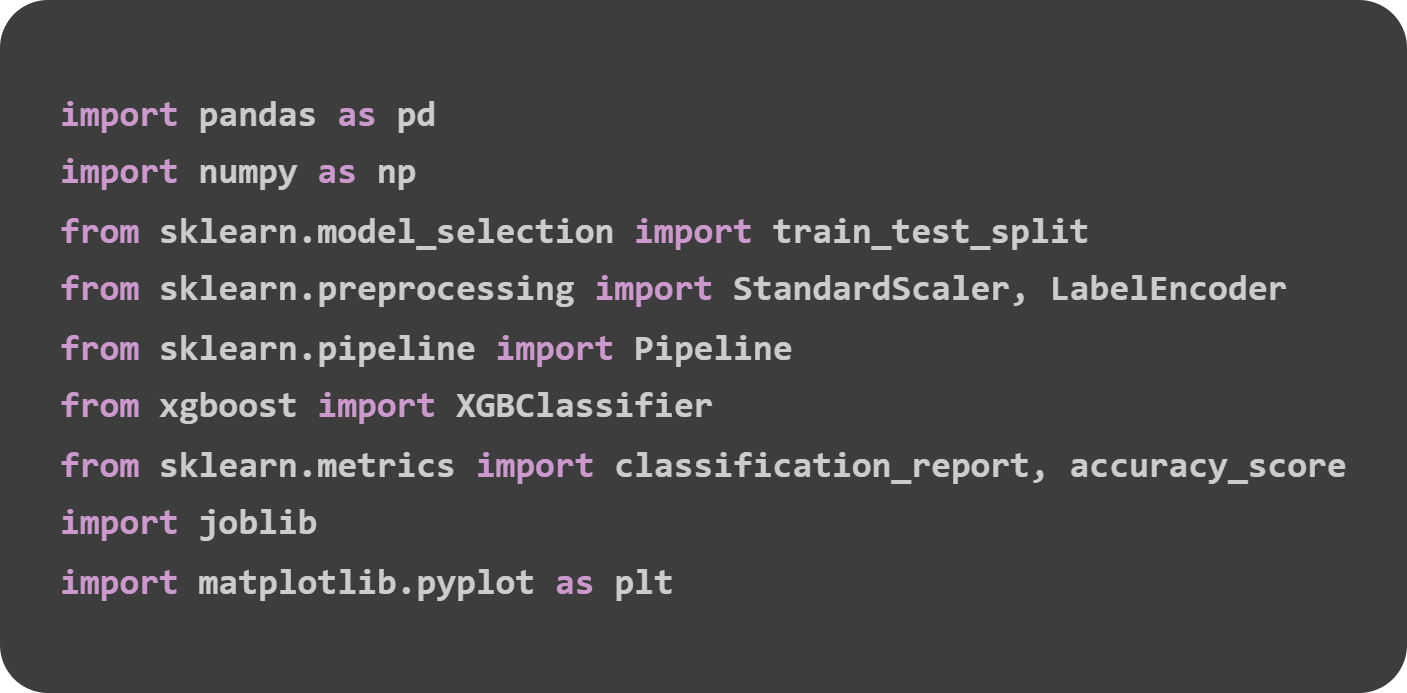 import pandas as pd
import numpy as np
from sklearn.model_selection import train_test_split
from sklearn.preprocessing import StandardScaler, LabelEncoder
from sklearn.pipeline import Pipeline
from xgboost import XGBClassifier
from sklearn.metrics import classification_report, accuracy_score
import joblib
import matplotlib.pyplot as plt